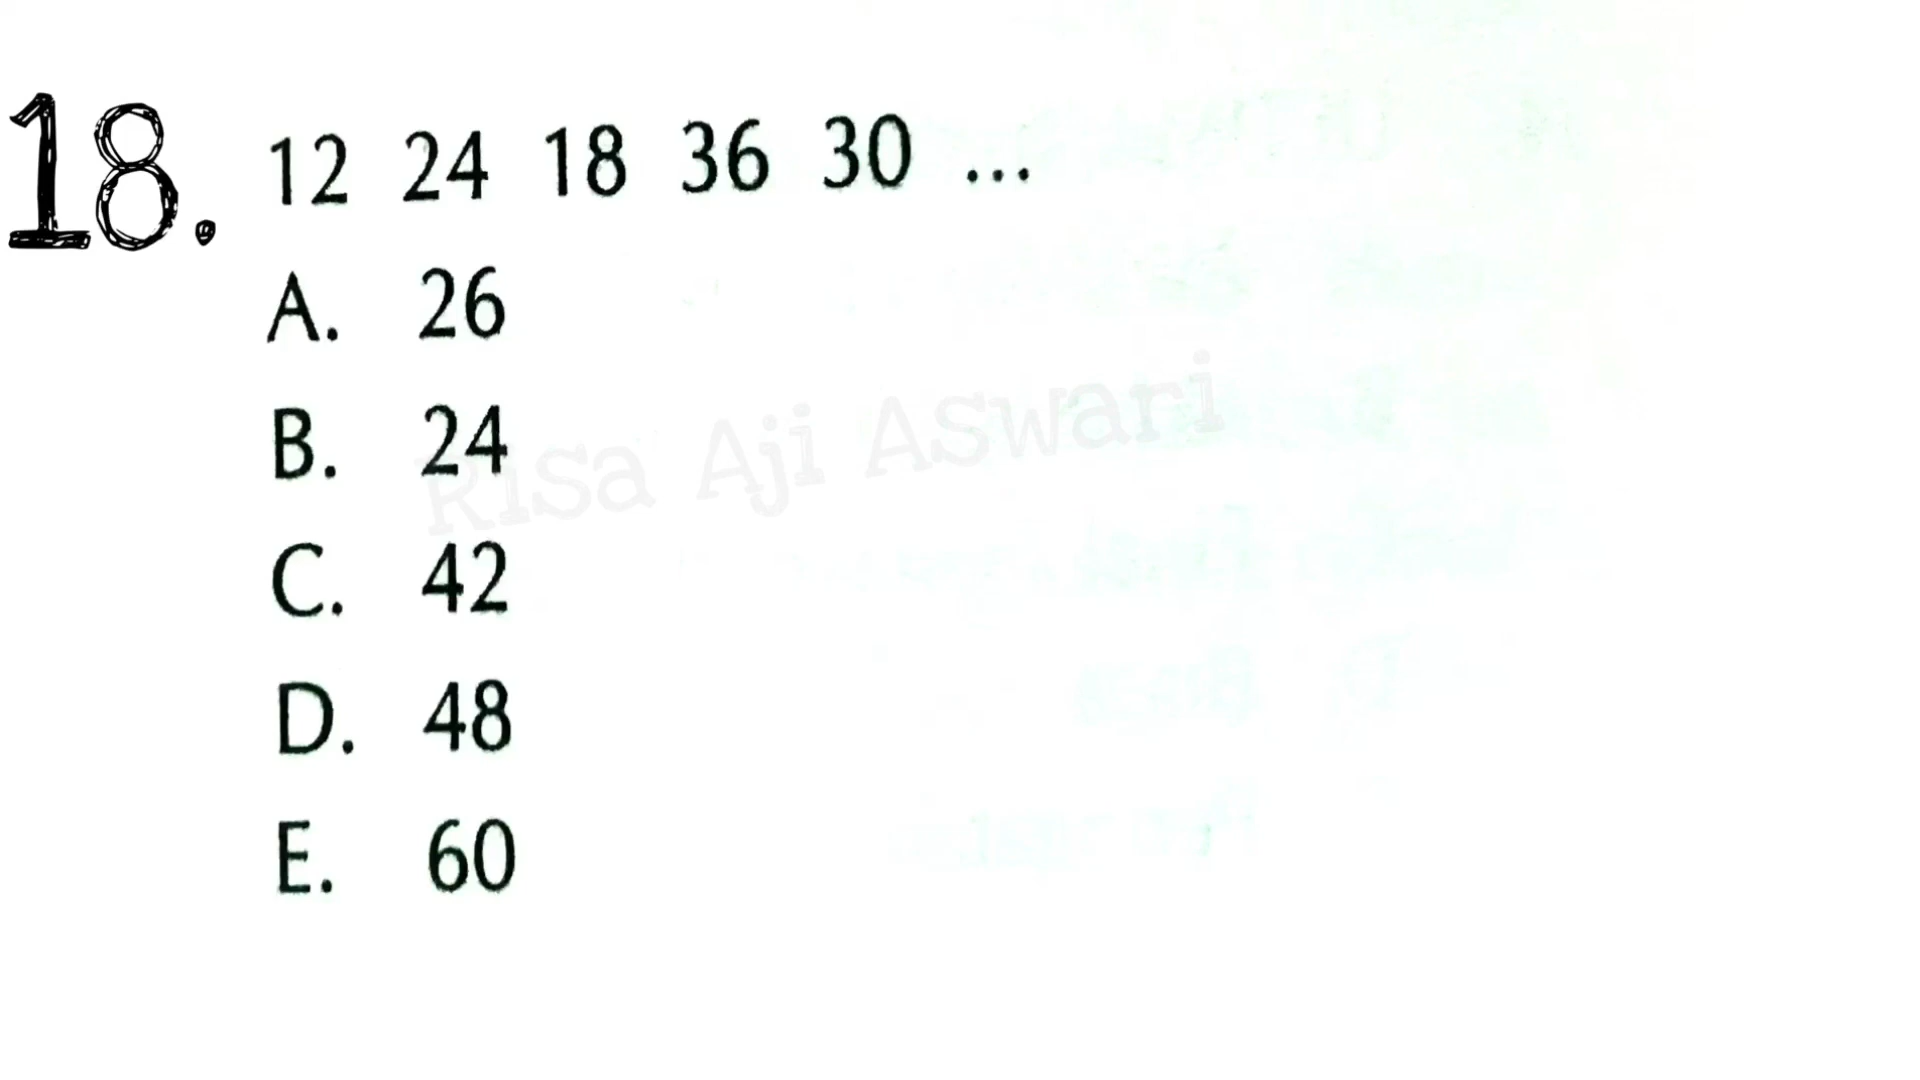 18. 12 24 18 36 30 ...
A. 26
B. 24
C. 42
D. 48
E. 60
Risa Aji Aswari